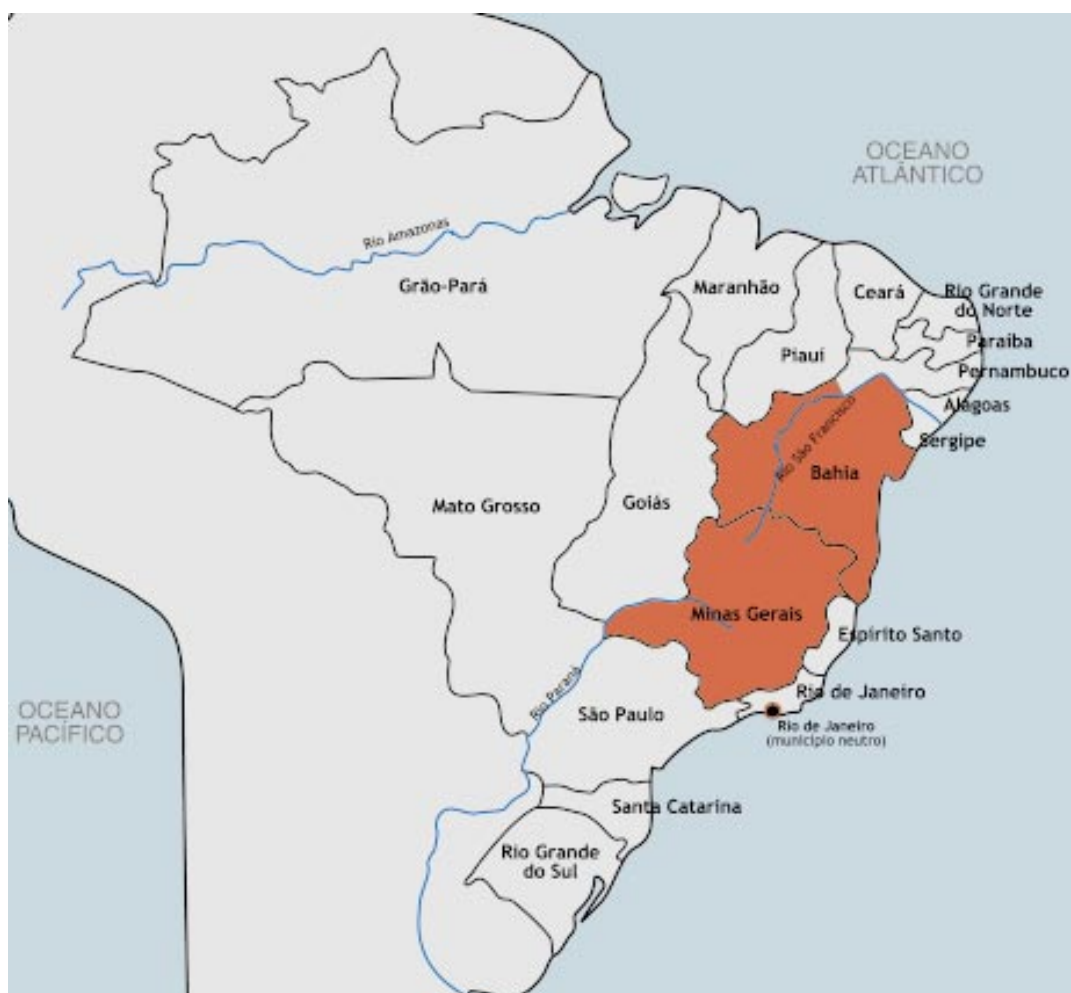 OCEANO
ATLÂNTICO
Rio Amazonas
Grão-Pará
Maranhão
Ceará
Rio Grande
do Norte
Paraíba
Piauí
Pernambuco
Alagoas
Rio São Francisco
Sergipe
Bahia
Mato Grosso
Goiás
Minas Gerais
Espírito Santo
Rio Paraná
Rio de Janeiro
OCEANO
PACÍFICO
São Paulo
Rio de Janeiro
(município neutro)
Santa Catarina
Rio Grande
do Sul